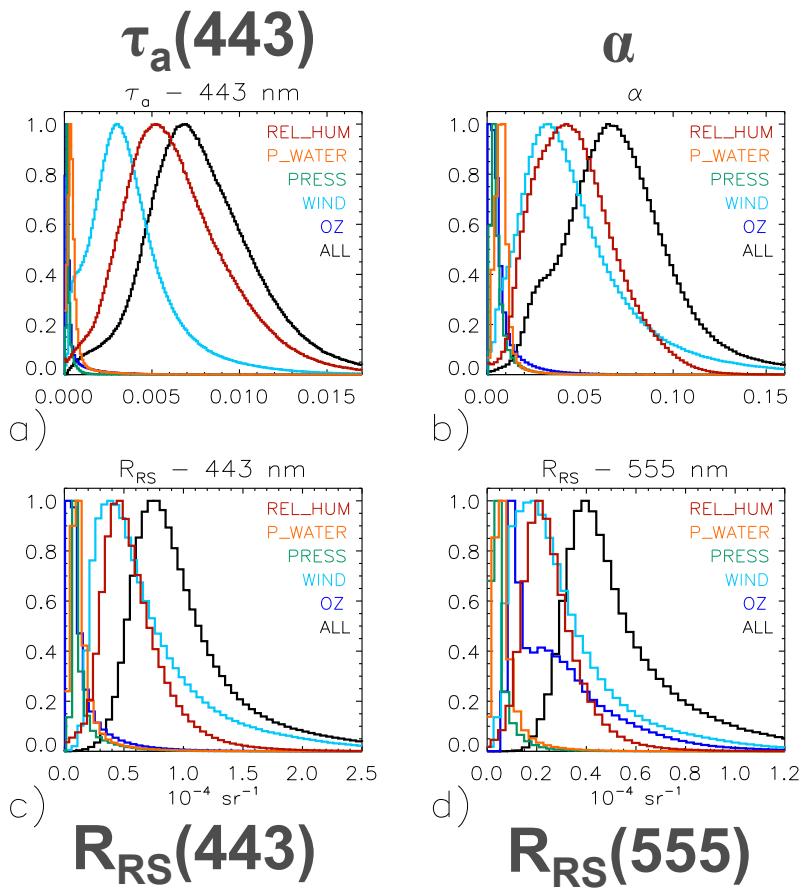 τa(443) α
τa – 443 nm α
1.0 REL_HUM 1.0 REL_HUM
P_WATER P_WATER
0.8 PRESS 0.8 PRESS
WIND WIND
0.6 OZ 0.6 OZ
ALL ALL
0.4 0.4
0.2 0.2
0.0 0.0
0.000 0.005 0.010 0.015 0.00 0.05 0.10 0.15
a) b)
RRS – 443 nm RRS – 555 nm
1.0 REL_HUM 1.0 REL_HUM
P_WATER P_WATER
0.8 PRESS 0.8 PRESS
WIND WIND
0.6 OZ 0.6 OZ
ALL ALL
0.4 0.4
0.2 0.2
0.0 0.0
0.0 0.5 1.0 1.5 2.0 2.5 0.0 0.2 0.4 0.6 0.8 1.0 1.2
c) 10⁻⁴ sr⁻¹ d) 10⁻⁴ sr⁻¹
RRS(443) RRS(555)